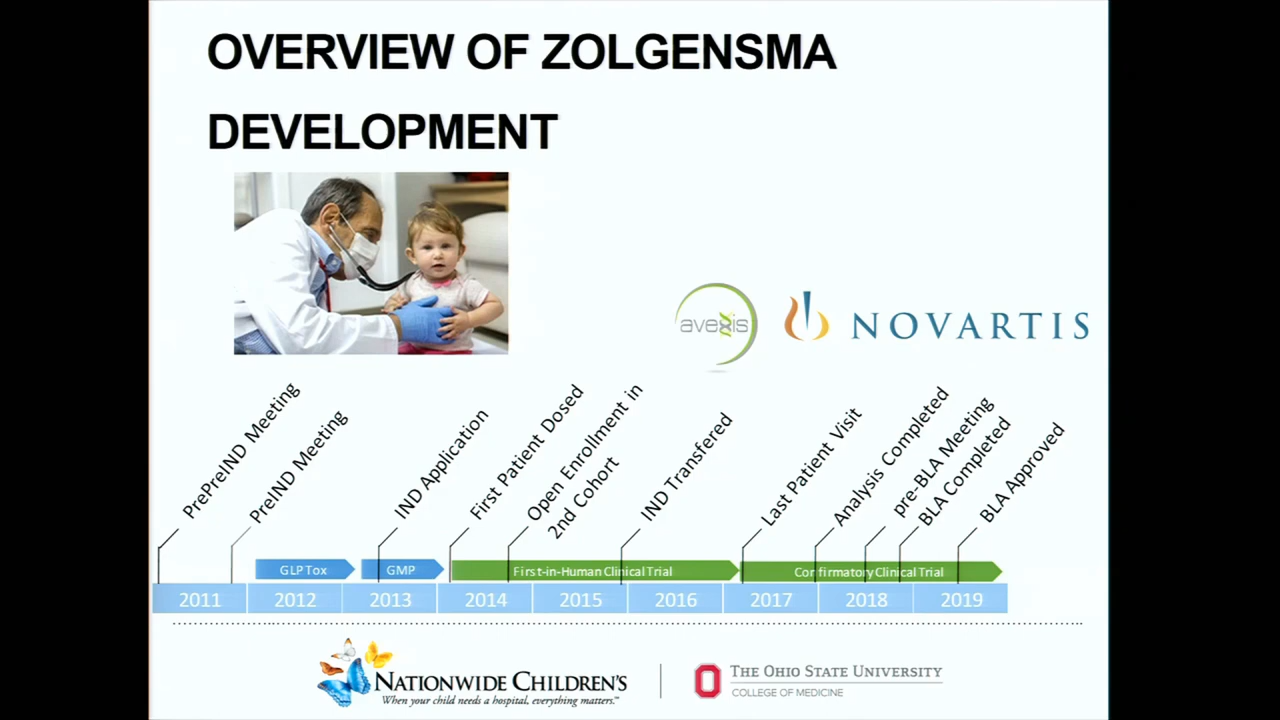 OVERVIEW OF ZOLGENSMA
DEVELOPMENT
avexis
NOVARTIS
PrePreIND Meeting
PreIND Meeting
IND Application
First Patient Dosed
Open Enrollment in
2nd Cohort
IND Transfered
Last Patient Visit
Analysis Completed
pre-BLA Meeting
BLA Completed
BLA Approved
GLP Tox
GMP
First-in-Human Clinical Trial
Confirmatory Clinical Trial
2011
2012
2013
2014
2015
2016
2017
2018
2019
NATIONWIDE CHILDREN'S
When your child needs a hospital, everything matters.™
THE OHIO STATE UNIVERSITY
COLLEGE OF MEDICINE